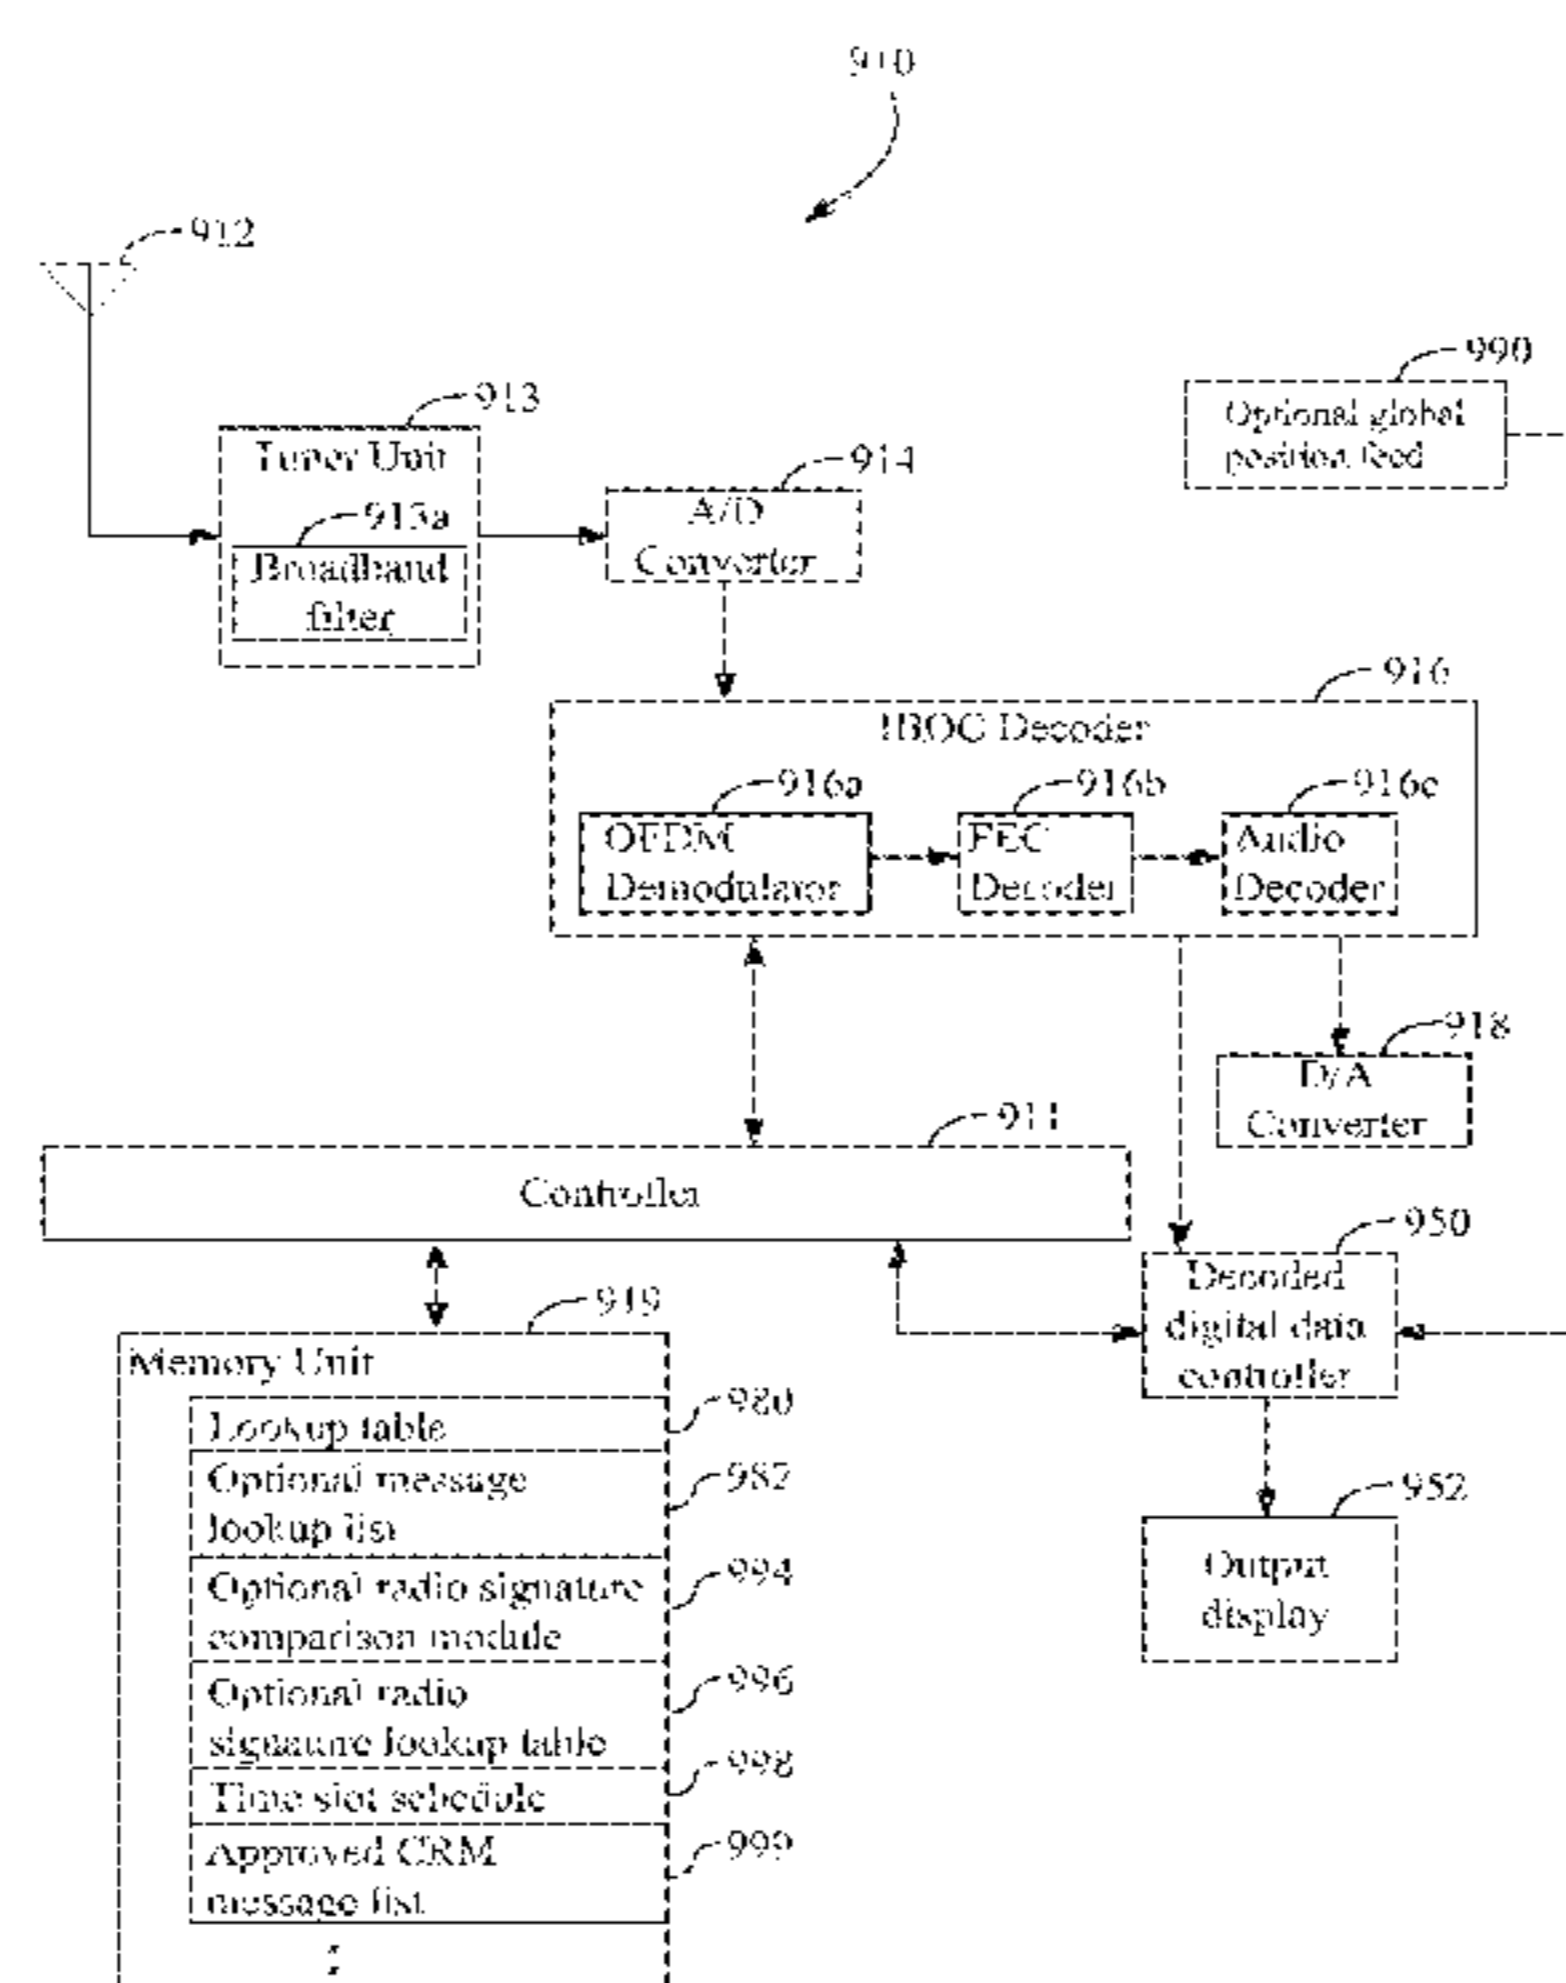 910
912
990
Optional global
position feed
913
Tuner Unit
913a
Broadband
filter
914
A/D
Converter
916
IBOC Decoder
916a
OFDM
Demodulator
916b
FEC
Decoder
916c
Audio
Decoder
918
D/A
Converter
911
Controller
950
Decoded
digital data
controller
919
Memory Unit
Lookup table
980
Optional message
lookup list
982
Optional radio signature
comparison module
994
Optional radio
signature lookup table
996
Time slot schedule
998
Approved CRM
message list
999
952
Output
display